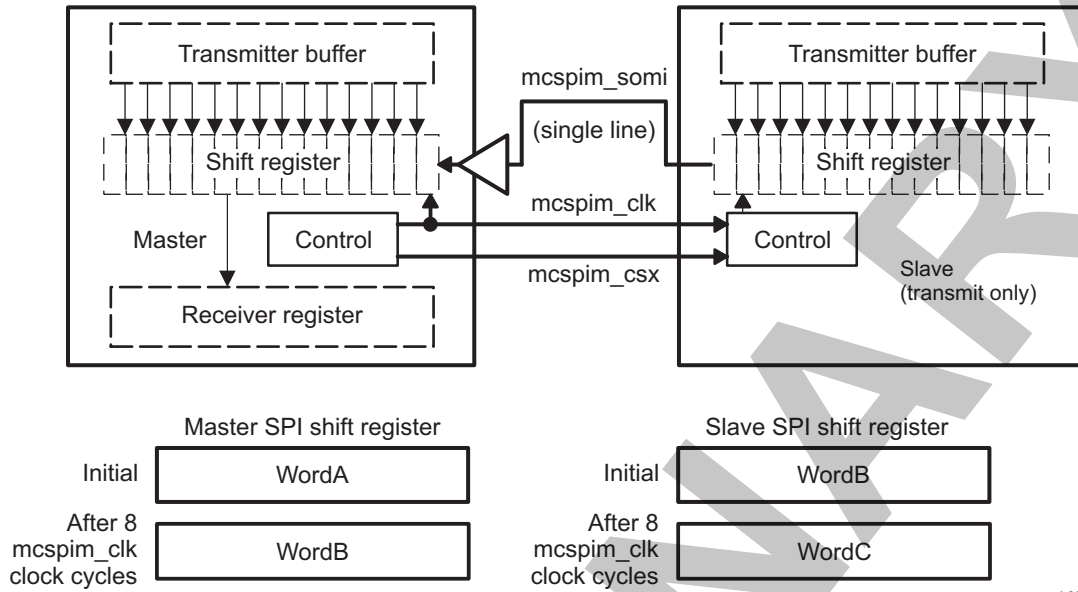 Transmitter buffer
Transmitter buffer
mcspim_somi
(single line)
Shift register
Shift register
mcspim_clk
Master
Control
Control
mcspim_csx
Slave
(transmit only)
Receiver register
Master SPI shift register
Slave SPI shift register
Initial
WordA
Initial
WordB
After 8
mcspim_clk
clock cycles
WordB
After 8
mcspim_clk
clock cycles
WordC